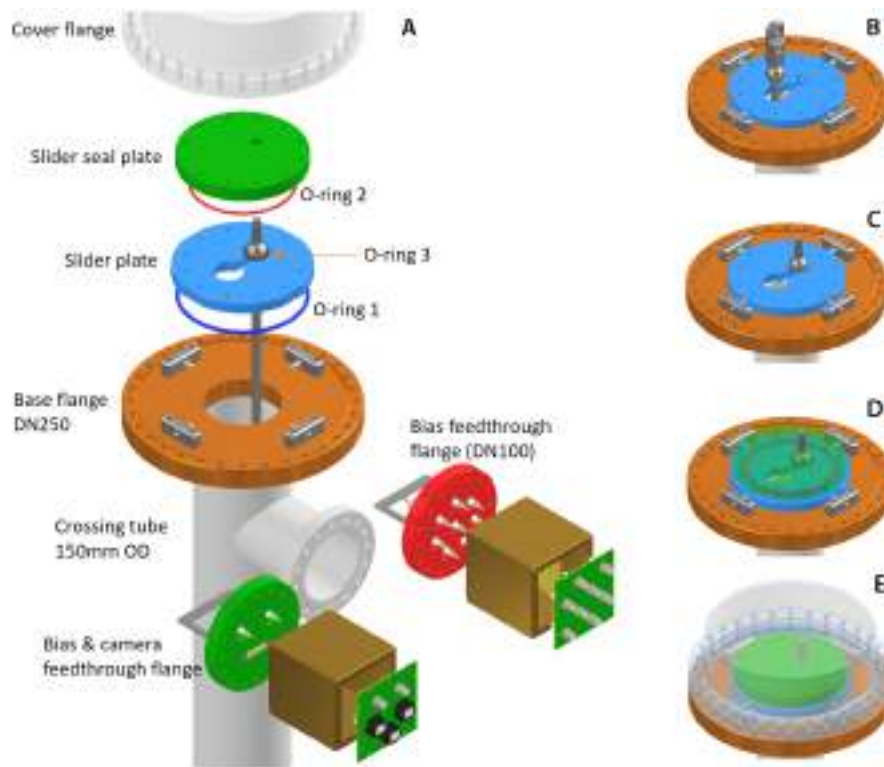 Cover flange
A
B
Slider seal plate
O-ring 2
Slider plate
O-ring 3
C
O-ring 1
Base flange
DN250
D
Bias feedthrough
flange (DN100)
Crossing tube
150mm OD
E
Bias & camera
feedthrough flange